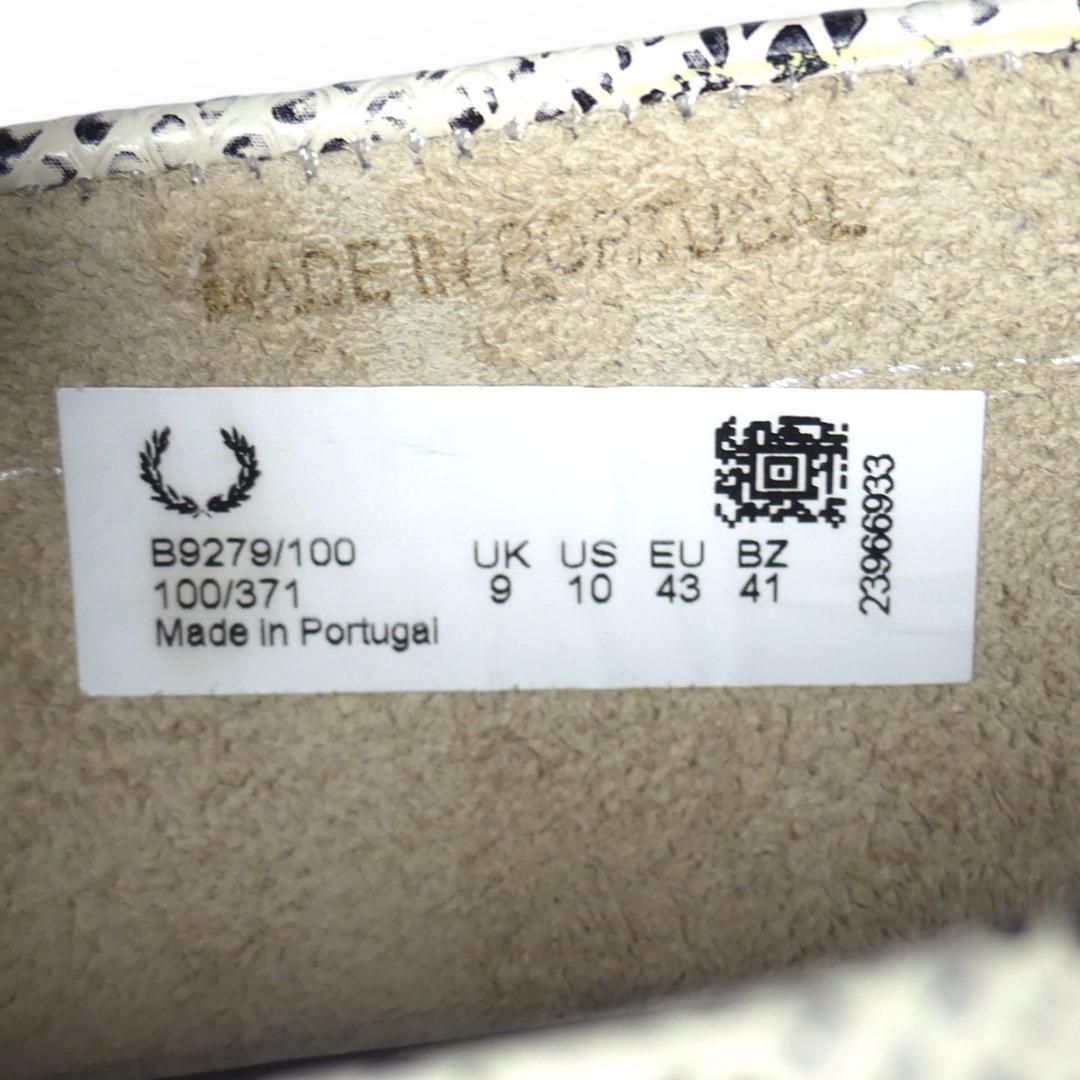 MADE IN PORTUGAL
B9279/100
100/371
Made in Portugal
UK US EU BZ
9 10 43 41
23966933